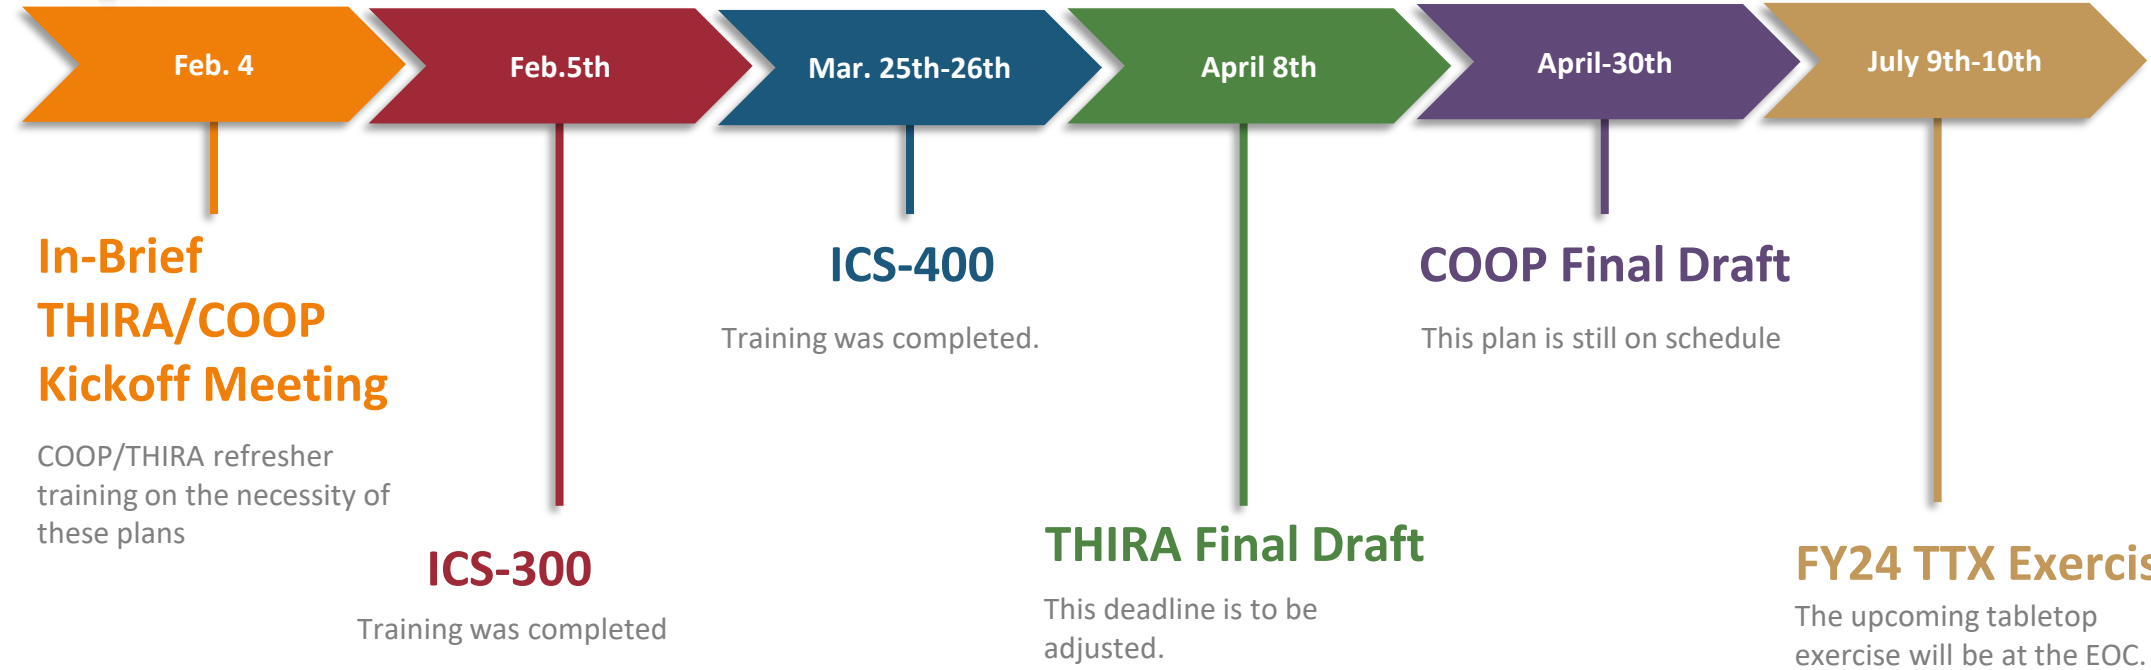 Feb. 4
Feb.5th
Mar. 25th-26th
April 8th
April-30th
July 9th-10th
In-Brief
THIRA/COOP
Kickoff Meeting
COOP/THIRA refresher
training on the necessity of
these plans
ICS-300
Training was completed
ICS-400
Training was completed.
THIRA Final Draft
This deadline is to be
adjusted.
COOP Final Draft
This plan is still on schedule
FY24 TTX Exercis
The upcoming tabletop
exercise will be at the EOC.